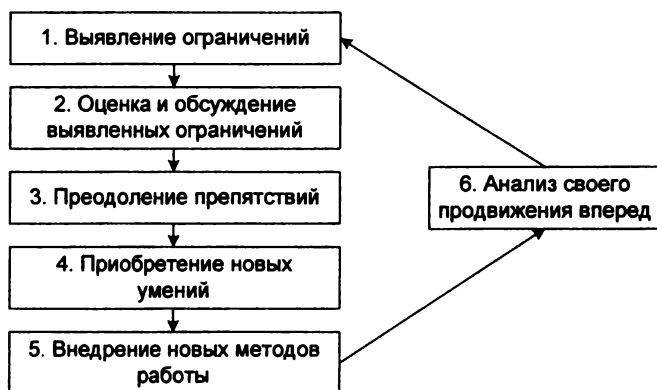 1. Выявление ограничений
2. Оценка и обсуждение
выявленных ограничений
3. Преодоление препятствий
4. Приобретение новых
умений
5. Внедрение новых методов
работы
6. Анализ своего
продвижения вперед